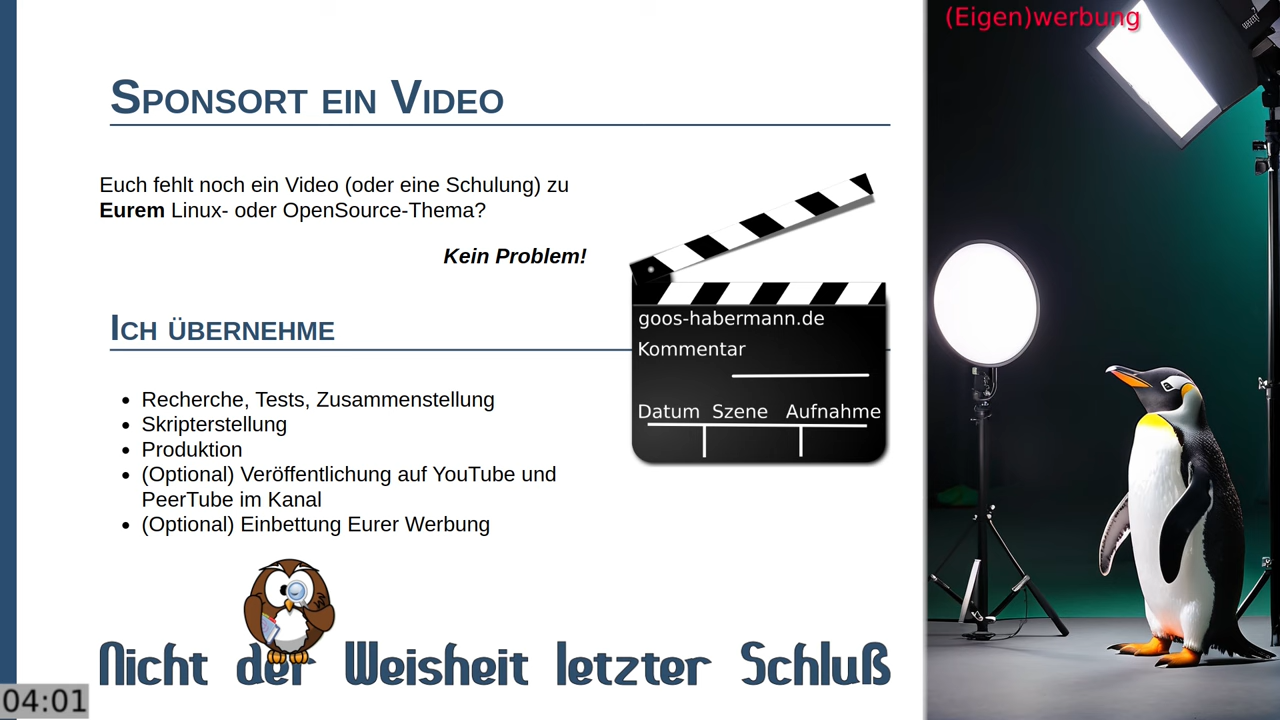 (Eigen)werbung
Sponsort ein Video
Euch fehlt noch ein Video (oder eine Schulung) zu
Eurem Linux- oder OpenSource-Thema?
Kein Problem!
Ich übernehme
goos-habermann.de
Kommentar
Datum Szene Aufnahme
• Recherche, Tests, Zusammenstellung
• Skripterstellung
• Produktion
• (Optional) Veröffentlichung auf YouTube und
PeerTube im Kanal
• (Optional) Einbettung Eurer Werbung
Nicht der Weisheit letzter Schluß
04:01